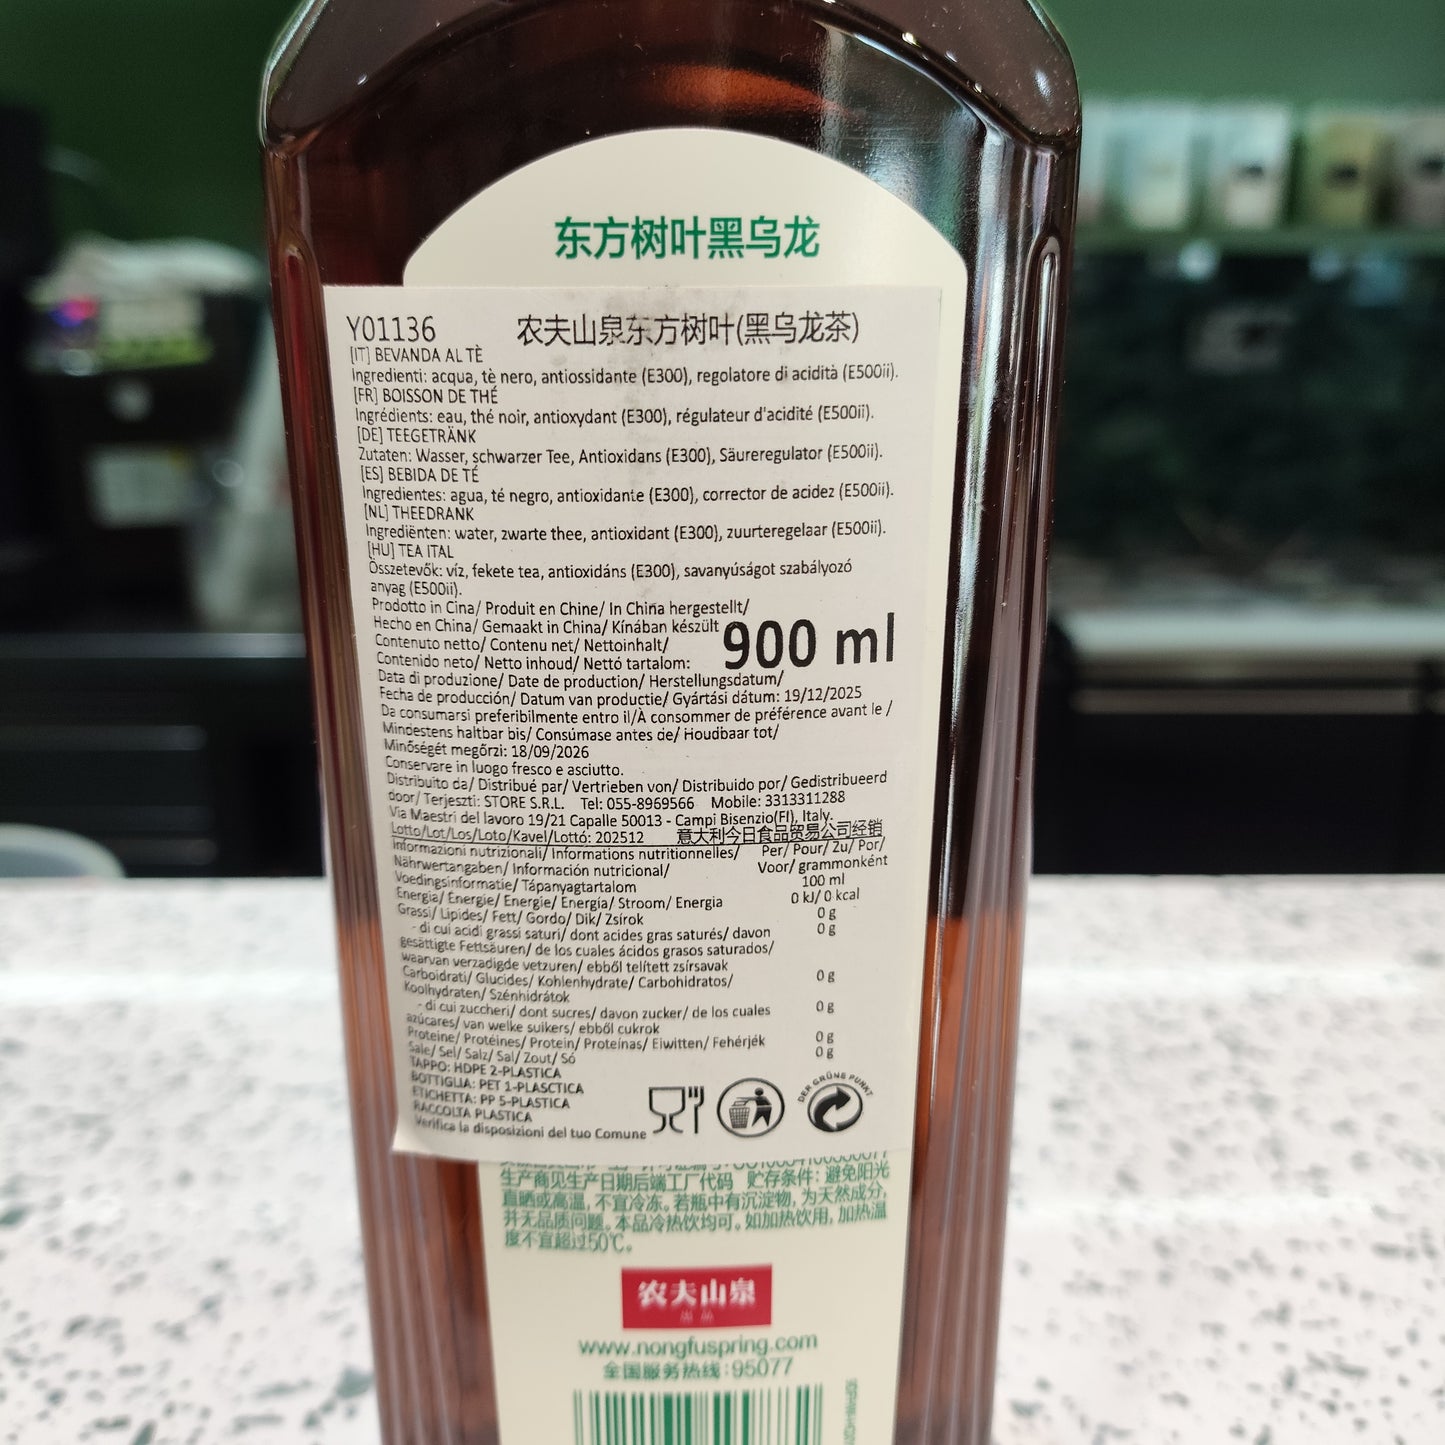 东方树叶黑乌龙
Y01136 农夫山泉东方树叶(黑乌龙茶)
[IT] BEVANDA AL TÈ
Ingredienti: acqua, tè nero, antiossidante (E300), regolatore di acidità (E500ii).
[FR] BOISSON DE THÉ
Ingrédients: eau, thé noir, antioxydant (E300), régulateur d'acidité (E500ii).
[DE] TEEGETRÄNK
Zutaten: Wasser, schwarzer Tee, Antioxidans (E300), Säureregulator (E500ii).
[ES] BEBIDA DE TÉ
Ingredientes: agua, té negro, antioxidante (E300), corrector de acidez (E500ii).
[NL] THEEDRANK
Ingrediënten: water, zwarte thee, antioxidant (E300), zuurteregelaar (E500ii).
[HU] TEA ITAL
Összetevők: víz, fekete tea, antioxidáns (E300), savanyúságot szabályozó
anyag (E500ii).
Prodotto in Cina/ Produit en Chine/ In China hergestellt/
Hecho en China/ Gemaakt in China/ Kínában készült
Contenuto netto/ Contenu net/ Nettoinhalt/
Contenido neto/ Netto inhoud/ Nettó tartalom: 900 ml
Data di produzione/ Date de production/ Herstellungsdatum/
Fecha de producción/ Datum van productie/ Gyártási dátum: 19/12/2025
Da consumarsi preferibilmente entro il/À consommer de préférence avant le /
Mindestens haltbar bis/ Consúmase antes de/ Houdbaar tot/
Minőségét megőrzi: 18/09/2026
Conservare in luogo fresco e asciutto.
Distribuito da/ Distribué par/ Vertrieben von/ Distribuido por/ Gedistribueerd
door/ Terjeszti: STORE S.R.L. Tel: 055-8969566 Mobile: 3313311288
Via Maestri del lavoro 19/21 Capalle 50013 - Campi Bisenzio(FI), Italy.
Lotto/Lot/Los/Loto/Kavel/Lottó: 202512 意大利今日食品贸易公司经销
Informazioni nutrizionali/ Informations nutritionnelles/ Per/ Pour/ Zu/ Por/
Nährwertangaben/ Información nutricional/ Voor/ grammonként
Voedingsinformatie/ Tápanyagtartalom 100 ml
Energia/ Energie/ Energie/ Energía/ Stroom/ Energia 0 kJ/ 0 kcal
Grassi/ Lipides/ Fett/ Gordo/ Dik/ Zsírok 0 g
- di cui acidi grassi saturi/ dont acides gras saturés/ davon 0 g
gesättigte Fettsäuren/ de los cuales ácidos grasos saturados/
waarvan verzadigde vetzuren/ ebből telített zsírsavak
Carboidrati/ Glucides/ Kohlenhydrate/ Carbohidratos/ 0 g
Koolhydraten/ Szénhidrátok
- di cui zuccheri/ dont sucres/ davon zucker/ de los cuales 0 g
azúcares/ van welke suikers/ ebből cukrok
Proteine/ Protéines/ Protein/ Proteínas/ Eiwitten/ Fehérjék 0 g
Sale/ Sel/ Salz/ Sal/ Zout/ Só 0 g
TAPPO: HDPE 2-PLASTICA
BOTTIGLIA: PET 1-PLASCTICA
ETICHETTA: PP 5-PLASTICA
RACCOLTA PLASTICA
Verifica la disposizioni del tuo Comune
DER GRÜNE PUNKT
生产商见生产日期后端工厂代码 贮存条件：避免阳光
直晒或高温，不宜冷冻。若瓶中有沉淀物，为天然成分，
并无品质问题。本品冷热饮均可。如加热饮用，加热温
度不宜超过50℃。
农夫山泉
www.nongfuspring.com
全国服务热线：95077